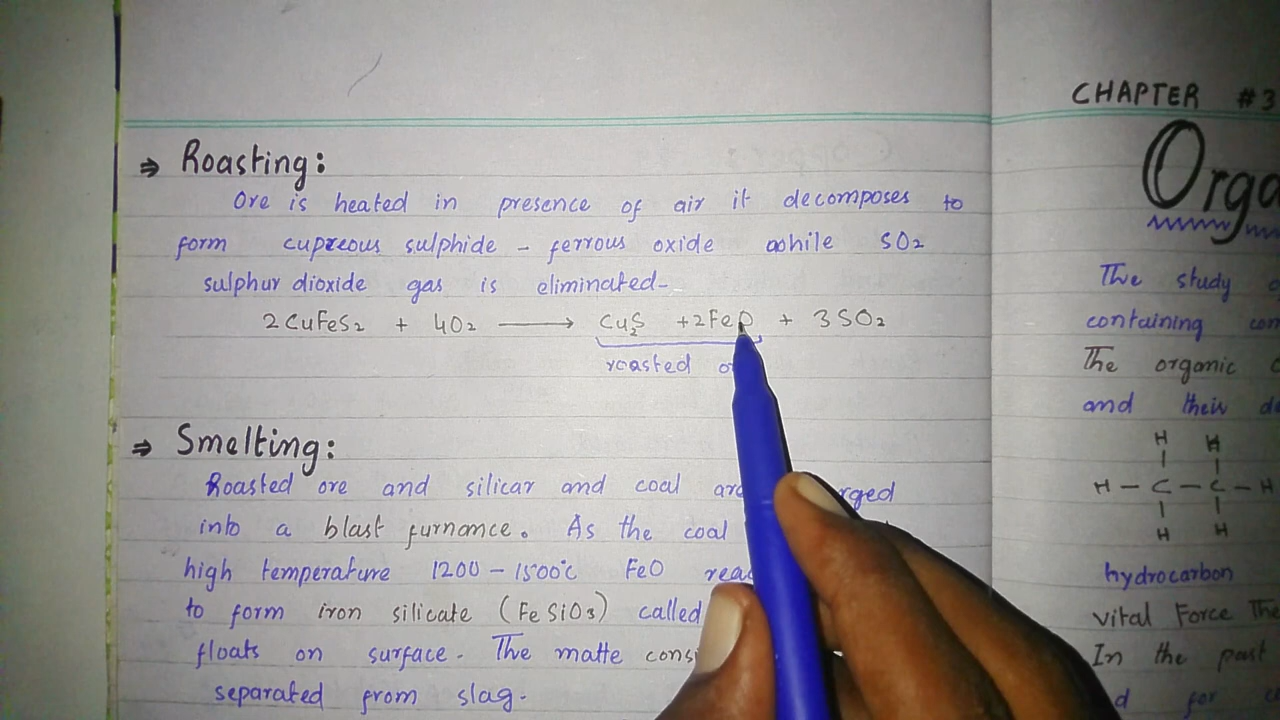 ⇒ Roasting:
Ore is heated in presence of air it decomposes to
form cupreous sulphide - ferrous oxide while SO2
sulphur dioxide gas is eliminated-
2CuFeS2 + 4O2 ⟶ CuS2 +2FeO + 3SO2
roasted
⇒ Smelting:
Roasted ore and silicar and coal
into a blast furnance. As the coal
high temperature 1200-1500°C FeO
to form iron silicate (FeSiO3) called
floats on surface. The matte
separated from slag.
CHAPTER #3
The study
containing
The organic
and their
H H
H - C - C - H
H H
hydrocarbon
vital Force The
In the past
for